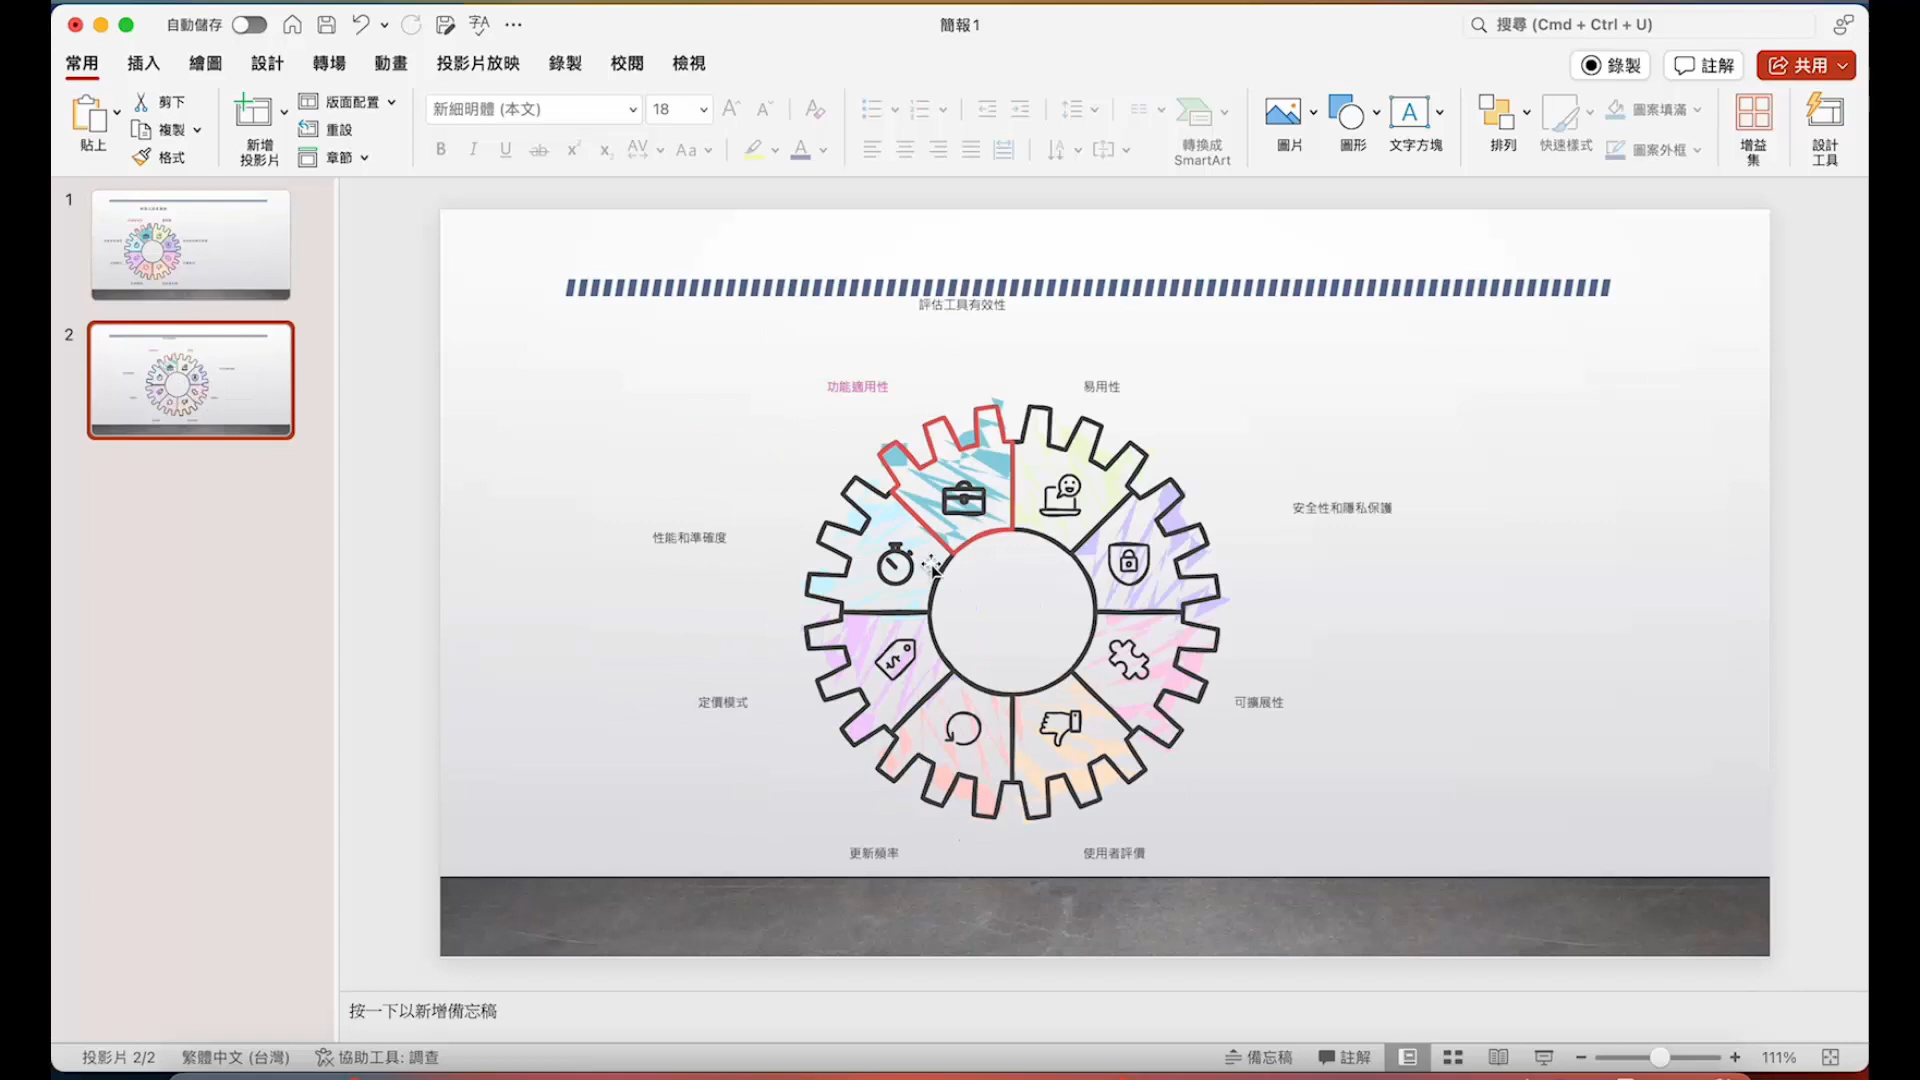 自動儲存
簡報1
搜尋 (Cmd + Ctrl + U)
常用 插入 繪圖 設計 轉場 動畫 投影片放映 錄製 校閱 檢視
錄製 註解 共用
貼上
剪下
複製
格式
新增
投影片
版面配置
重設
章節
新細明體 (本文) 18
轉換成
SmartArt
圖片
圖形
文字方塊
排列
快速樣式
圖案填滿
圖案外框
增益
集
設計
工具
1
2
評估工具有效性
功能適用性
易用性
安全性和隱私保護
性能和準確度
定價模式
可擴展性
更新頻率
使用者評價
按一下以新增備忘稿
投影片 2/2 繁體中文 (台灣) 協助工具: 調查
備忘稿 註解 111%